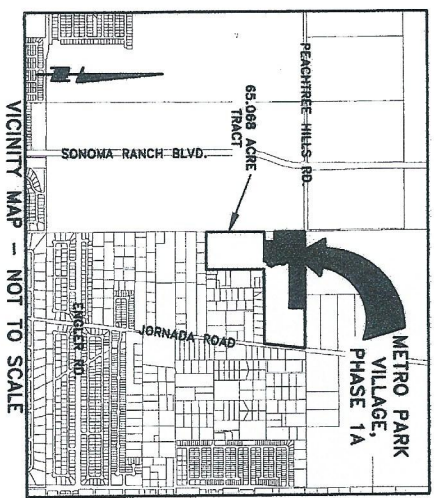 PEACHTREE HILLS RD.
65.068 ACRE
TRACT
SONOMA RANCH BLVD.
METRO PARK
VILLAGE,
PHASE 1A
JORNADA ROAD
ENGLER RD.
VICINITY MAP - NOT TO SCALE